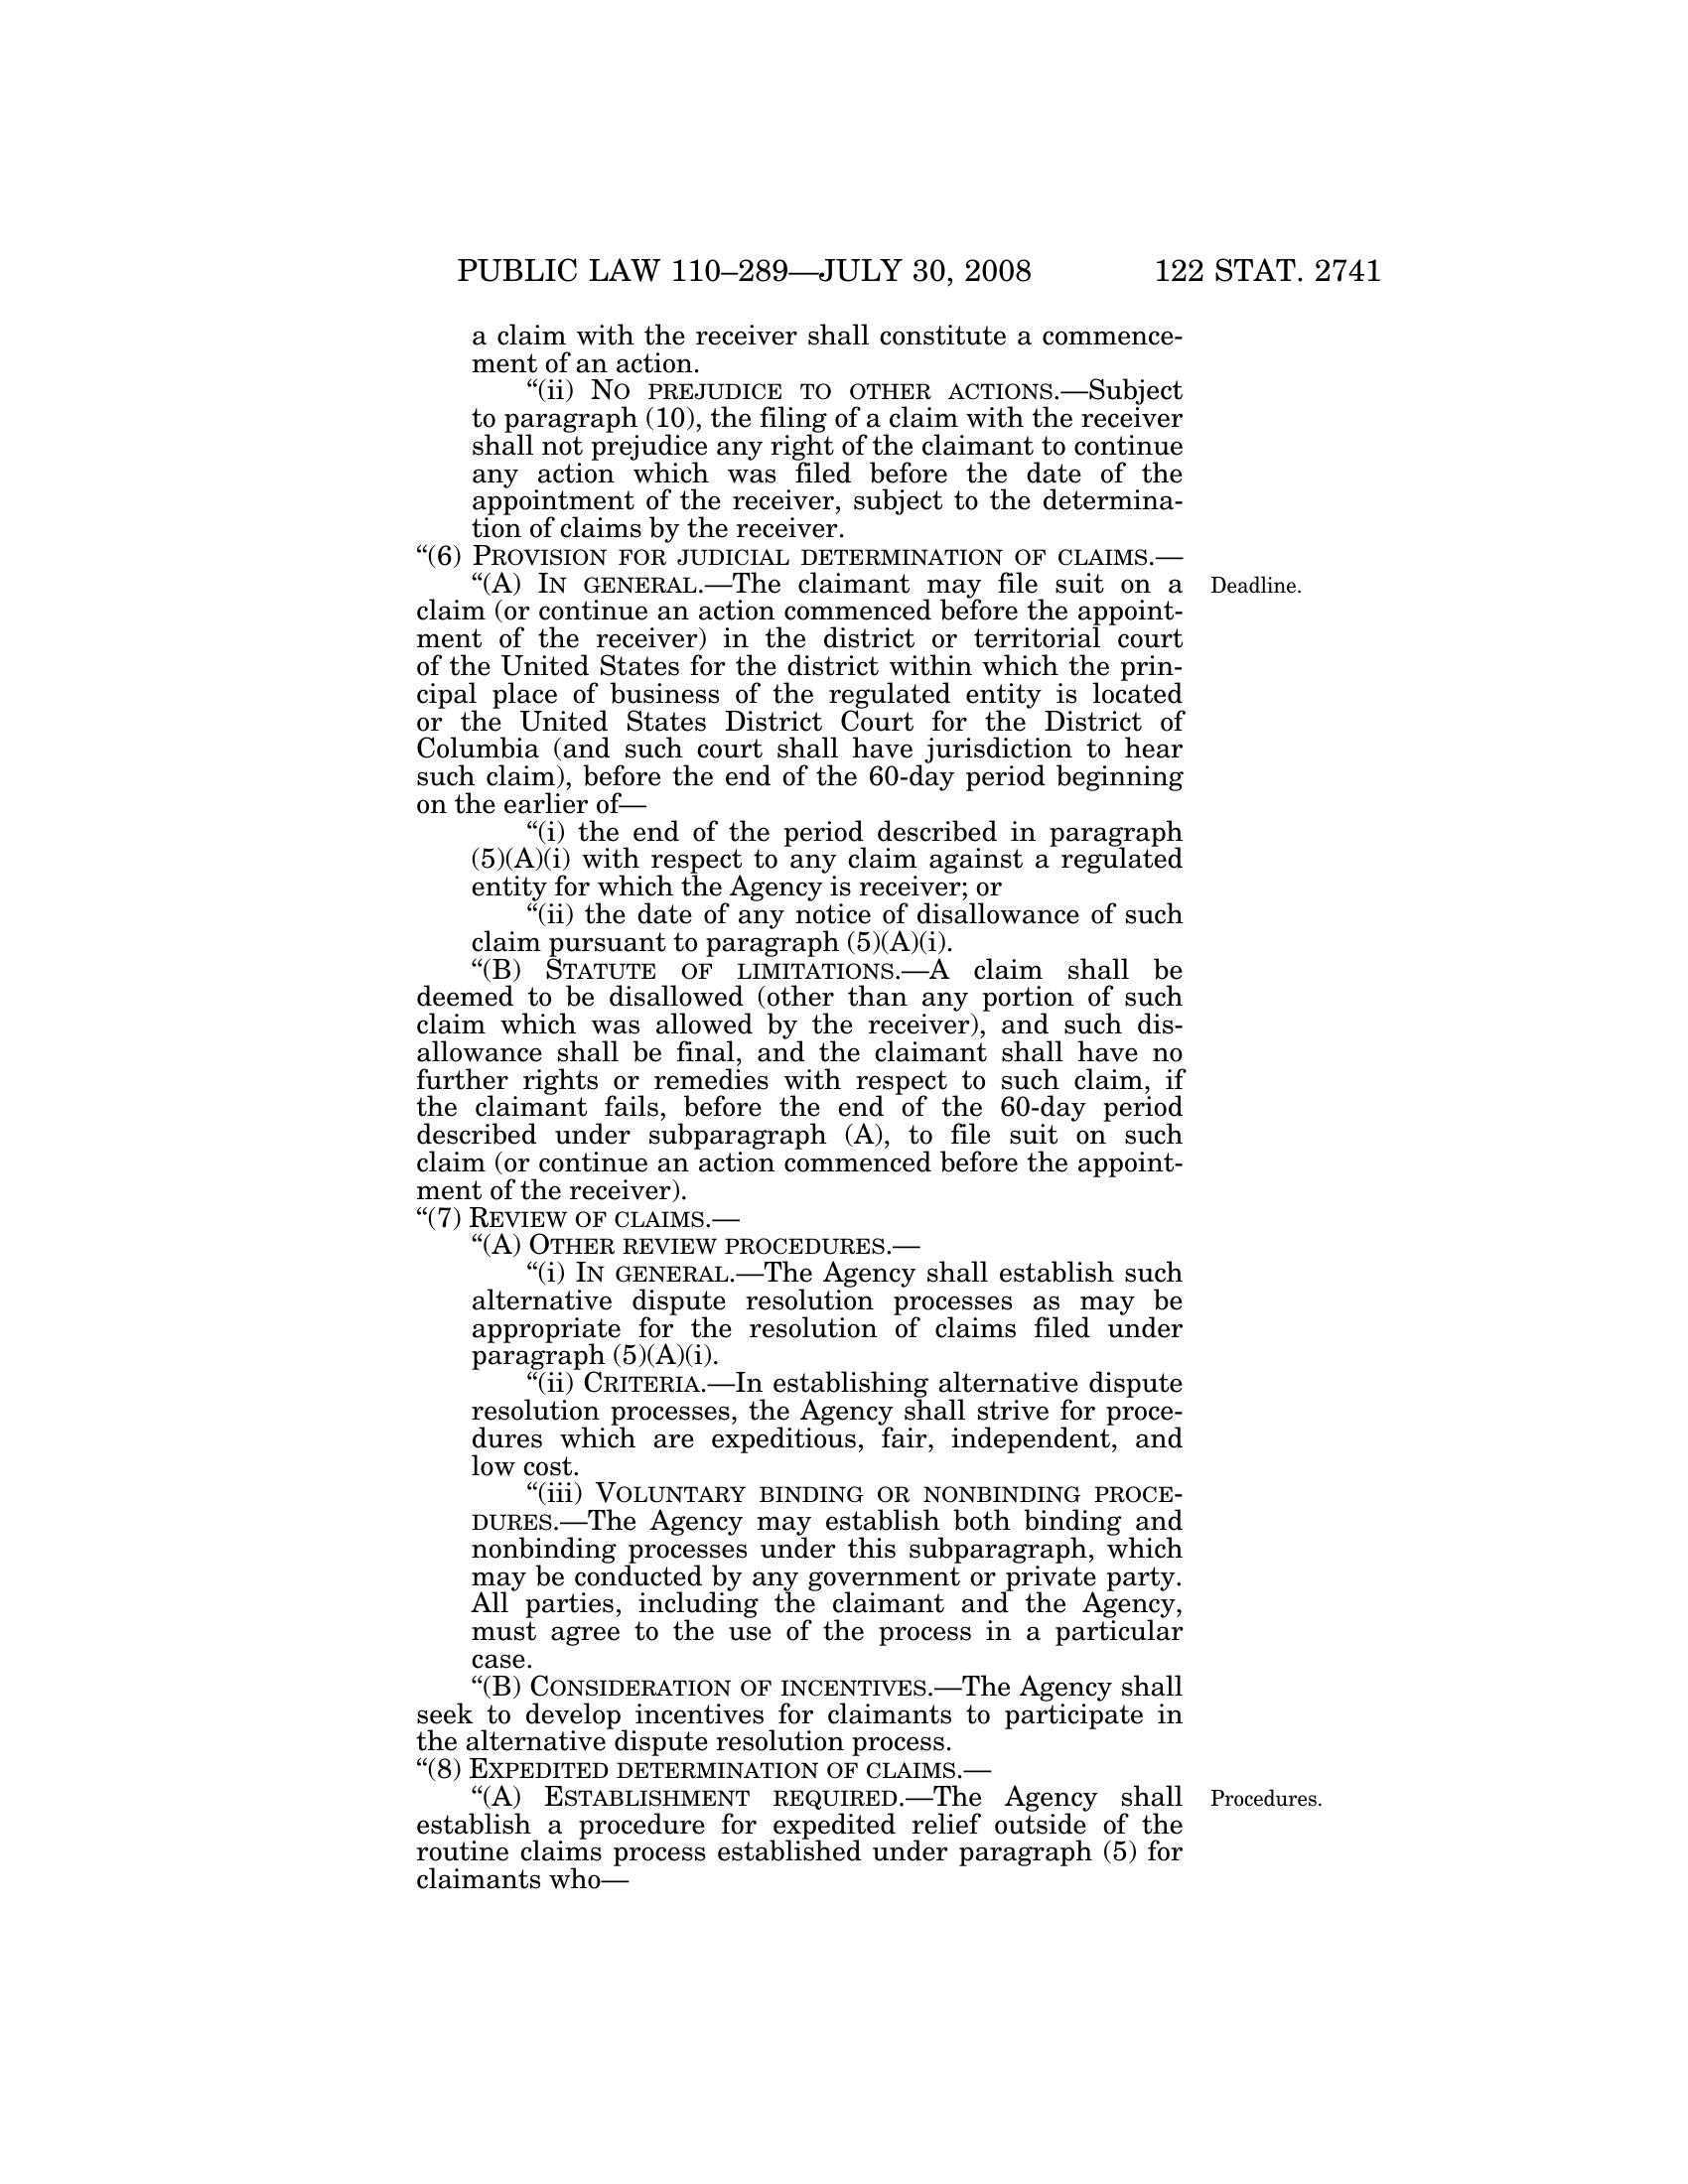 PUBLIC LAW 110–289—JULY 30, 2008 122 STAT. 2741
a claim with the receiver shall constitute a commence-
ment of an action.
“(ii) NO PREJUDICE TO OTHER ACTIONS.—Subject
to paragraph (10), the filing of a claim with the receiver
shall not prejudice any right of the claimant to continue
any action which was filed before the date of the
appointment of the receiver, subject to the determina-
tion of claims by the receiver.
“(6) PROVISION FOR JUDICIAL DETERMINATION OF CLAIMS.—
“(A) IN GENERAL.—The claimant may file suit on a Deadline.
claim (or continue an action commenced before the appoint-
ment of the receiver) in the district or territorial court
of the United States for the district within which the prin-
cipal place of business of the regulated entity is located
or the United States District Court for the District of
Columbia (and such court shall have jurisdiction to hear
such claim), before the end of the 60-day period beginning
on the earlier of—
“(i) the end of the period described in paragraph
(5)(A)(i) with respect to any claim against a regulated
entity for which the Agency is receiver; or
“(ii) the date of any notice of disallowance of such
claim pursuant to paragraph (5)(A)(i).
“(B) STATUTE OF LIMITATIONS.—A claim shall be
deemed to be disallowed (other than any portion of such
claim which was allowed by the receiver), and such dis-
allowance shall be final, and the claimant shall have no
further rights or remedies with respect to such claim, if
the claimant fails, before the end of the 60-day period
described under subparagraph (A), to file suit on such
claim (or continue an action commenced before the appoint-
ment of the receiver).
“(7) REVIEW OF CLAIMS.—
“(A) OTHER REVIEW PROCEDURES.—
“(i) IN GENERAL.—The Agency shall establish such
alternative dispute resolution processes as may be
appropriate for the resolution of claims filed under
paragraph (5)(A)(i).
“(ii) CRITERIA.—In establishing alternative dispute
resolution processes, the Agency shall strive for proce-
dures which are expeditious, fair, independent, and
low cost.
“(iii) VOLUNTARY BINDING OR NONBINDING PROCE-
DURES.—The Agency may establish both binding and
nonbinding processes under this subparagraph, which
may be conducted by any government or private party.
All parties, including the claimant and the Agency,
must agree to the use of the process in a particular
case.
“(B) CONSIDERATION OF INCENTIVES.—The Agency shall
seek to develop incentives for claimants to participate in
the alternative dispute resolution process.
“(8) EXPEDITED DETERMINATION OF CLAIMS.—
“(A) ESTABLISHMENT REQUIRED.—The Agency shall Procedures.
establish a procedure for expedited relief outside of the
routine claims process established under paragraph (5) for
claimants who—